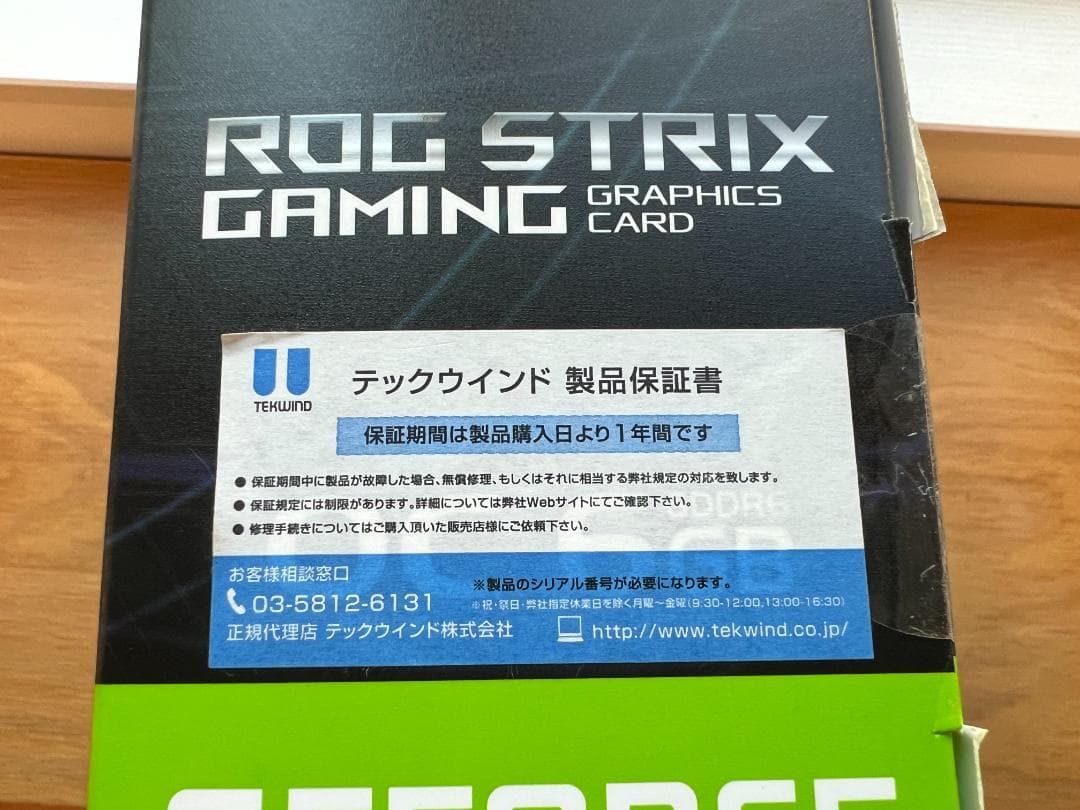 ROG STRIX
GAMING GRAPHICS CARD
TEKWIND
テックウインド 製品保証書
保証期間は製品購入日より1年間です
● 保証期間中に製品が故障した場合、無償修理、もしくはそれに相当する弊社規定の対応を致します。
● 保証規定には制限があります。詳細については弊社Webサイトにてご確認下さい。
● 修理手続きについてはご購入頂いた販売店様にご依頼下さい。
お客様相談窓口
※製品のシリアル番号が必要になります。
03-5812-6131
※祝・祭日・弊社指定休業日を除く月曜〜金曜(9:30-12:00,13:00-16:30)
正規代理店 テックウインド株式会社
http://www.tekwind.co.jp/
GEFORCE